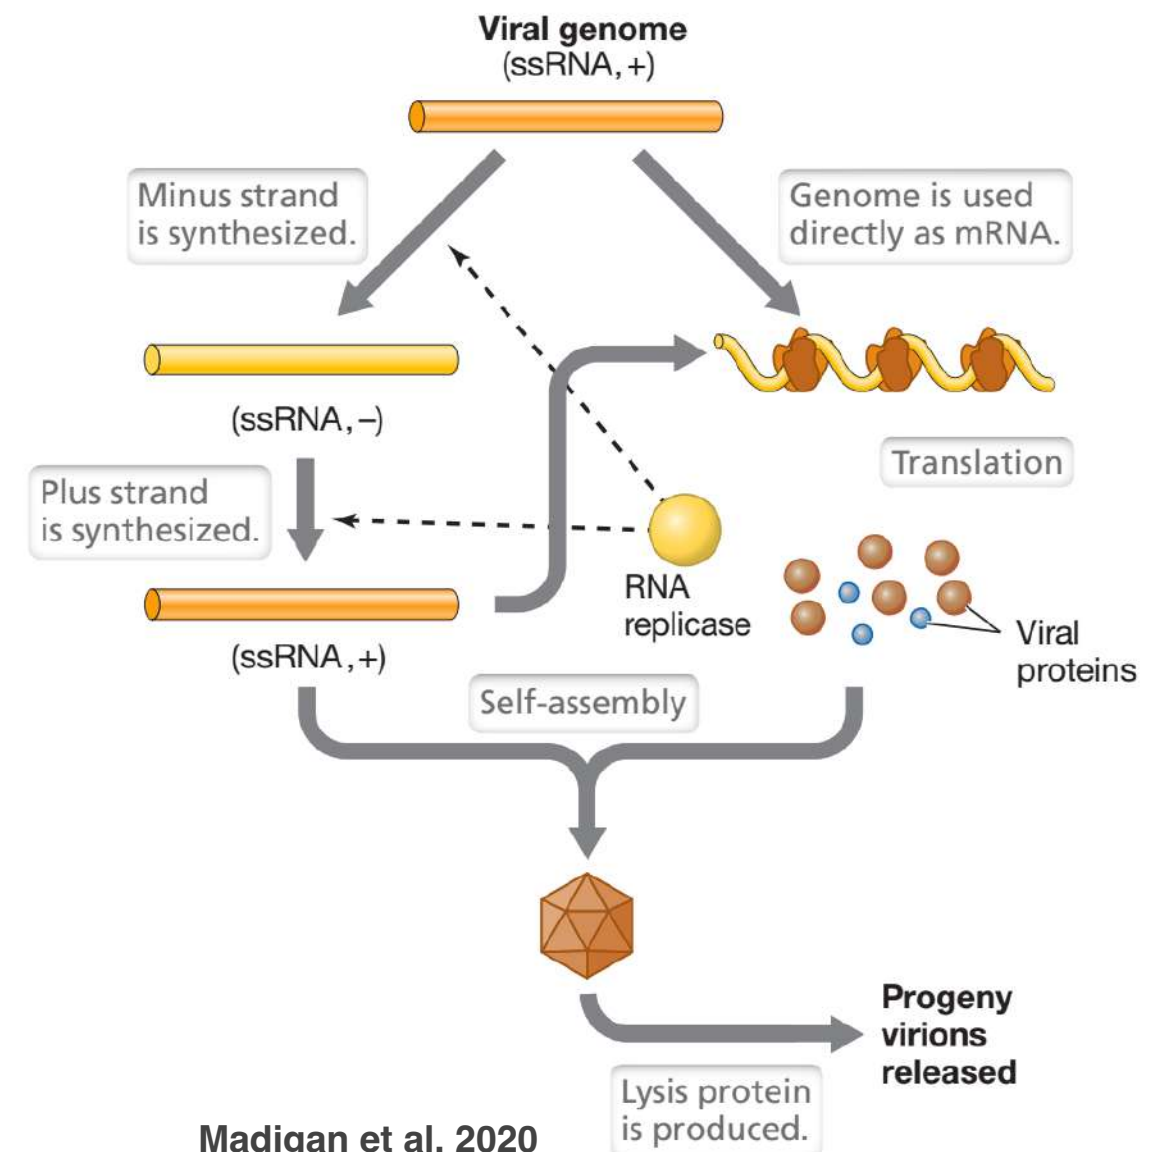 Viral genome
(ssRNA, +)
Minus strand
is synthesized.
Genome is used
directly as mRNA.
(ssRNA, –)
Translation
Plus strand
is synthesized.
RNA
replicase
Viral
proteins
(ssRNA, +)
Self-assembly
Progeny
virions
released
Lysis protein
is produced.
Madigan et al. 2020